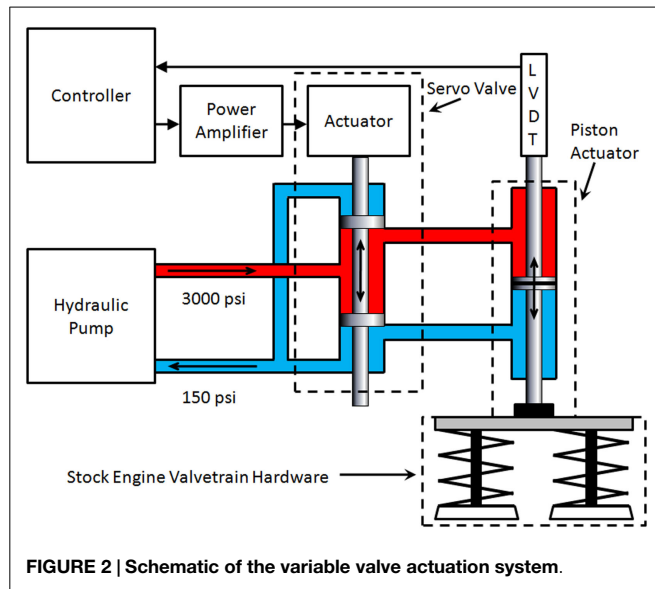 Controller
Power
Amplifier
Actuator
Servo Valve
L
V
D
T
Piston
Actuator
Hydraulic
Pump
3000 psi
150 psi
Stock Engine Valvetrain Hardware
FIGURE 2 | Schematic of the variable valve actuation system.